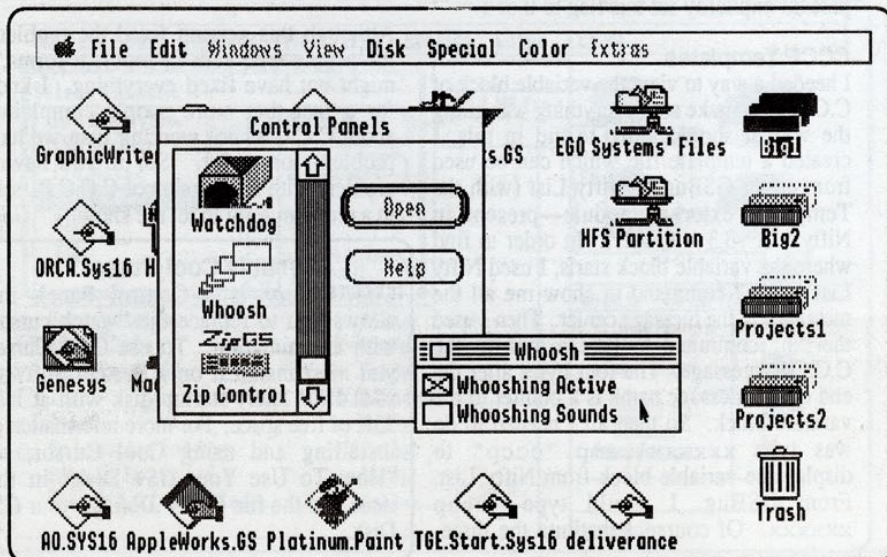 File Edit Windows View Disk Special Color Extras
Control Panels
GraphicWriter
s.GS
EGO Systems' Files
Big1
Watchdog
Open
ORCA.Sys16 H
HFS Partition
Big2
Help
Whoosh
Whoosh
Projects1
ZipGS
Genesys
Zip Control
Whooshing Active
Whooshing Sounds
Projects2
Trash
AO.SYS16 AppleWorks.GS Platinum.Paint TGE.Start.Sys16 deliverance